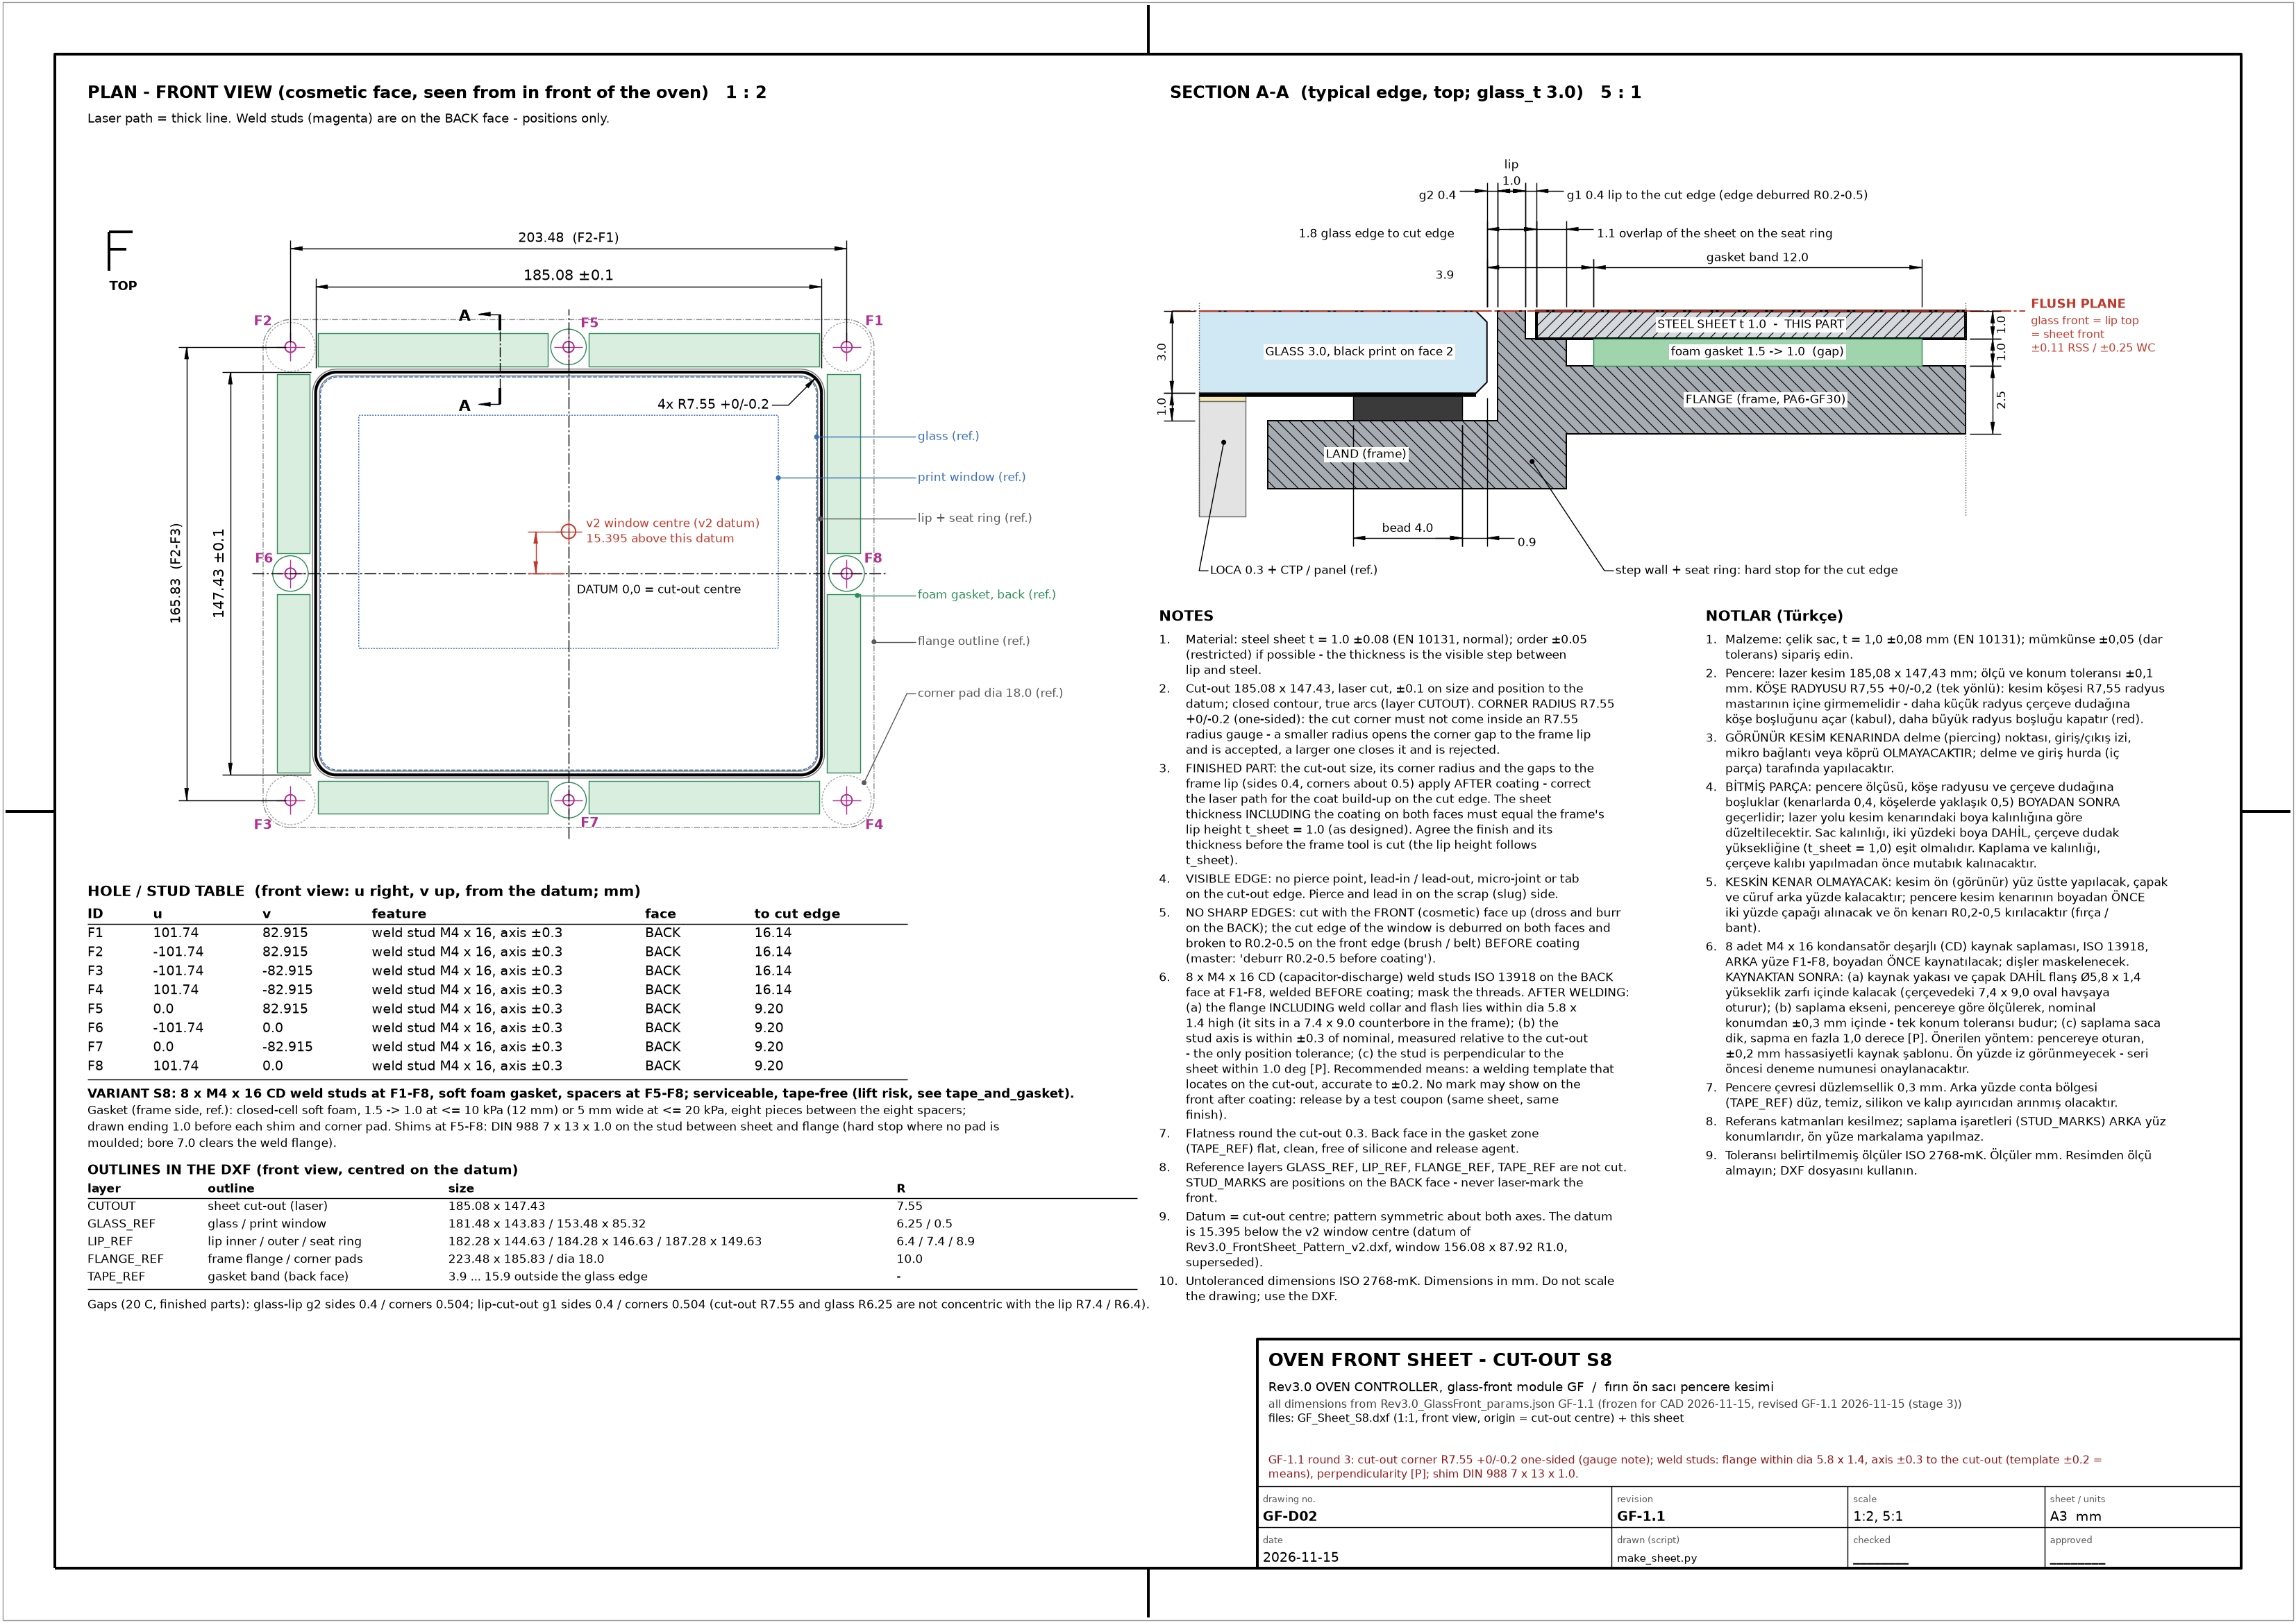 PLAN - FRONT VIEW (cosmetic face, seen from in front of the oven)   1 : 2
Laser path = thick line. Weld studs (magenta) are on the BACK face - positions only.
F
TOP
203.48  (F2-F1)
185.08 ±0.1
F2
A
F5
F1
A
4x R7.55 +0/-0.2
glass (ref.)
print window (ref.)
v2 window centre (v2 datum)
15.395 above this datum
lip + seat ring (ref.)
165.83  (F2-F3)
147.43 ±0.1
F6
F8
DATUM 0,0 = cut-out centre
foam gasket, back (ref.)
flange outline (ref.)
corner pad dia 18.0 (ref.)
F3
F7
F4
HOLE / STUD TABLE  (front view: u right, v up, from the datum; mm)
ID u v feature face to cut edge
F1 101.74 82.915 weld stud M4 x 16, axis ±0.3 BACK 16.14
F2 -101.74 82.915 weld stud M4 x 16, axis ±0.3 BACK 16.14
F3 -101.74 -82.915 weld stud M4 x 16, axis ±0.3 BACK 16.14
F4 101.74 -82.915 weld stud M4 x 16, axis ±0.3 BACK 16.14
F5 0.0 82.915 weld stud M4 x 16, axis ±0.3 BACK 9.20
F6 -101.74 0.0 weld stud M4 x 16, axis ±0.3 BACK 9.20
F7 0.0 -82.915 weld stud M4 x 16, axis ±0.3 BACK 9.20
F8 101.74 0.0 weld stud M4 x 16, axis ±0.3 BACK 9.20
VARIANT S8: 8 x M4 x 16 CD weld studs at F1-F8, soft foam gasket, spacers at F5-F8; serviceable, tape-free (lift risk, see tape_and_gasket).
Gasket (frame side, ref.): closed-cell soft foam, 1.5 -> 1.0 at <= 10 kPa (12 mm) or 5 mm wide at <= 20 kPa, eight pieces between the eight spacers;
drawn ending 1.0 before each shim and corner pad. Shims at F5-F8: DIN 988 7 x 13 x 1.0 on the stud between sheet and flange (hard stop where no pad is
moulded; bore 7.0 clears the weld flange).
OUTLINES IN THE DXF (front view, centred on the datum)
layer outline size R
CUTOUT sheet cut-out (laser) 185.08 x 147.43 7.55
GLASS_REF glass / print window 181.48 x 143.83 / 153.48 x 85.32 6.25 / 0.5
LIP_REF lip inner / outer / seat ring 182.28 x 144.63 / 184.28 x 146.63 / 187.28 x 149.63 6.4 / 7.4 / 8.9
FLANGE_REF frame flange / corner pads 223.48 x 185.83 / dia 18.0 10.0
TAPE_REF gasket band (back face) 3.9 ... 15.9 outside the glass edge -
Gaps (20 C, finished parts): glass-lip g2 sides 0.4 / corners 0.504; lip-cut-out g1 sides 0.4 / corners 0.504 (cut-out R7.55 and glass R6.25 are not concentric with the lip R7.4 / R6.4).
SECTION A-A  (typical edge, top; glass_t 3.0)   5 : 1
lip
1.0
g2 0.4
g1 0.4 lip to the cut edge (edge deburred R0.2-0.5)
1.8 glass edge to cut edge
1.1 overlap of the sheet on the seat ring
gasket band 12.0
3.9
FLUSH PLANE
glass front = lip top
= sheet front
±0.11 RSS / ±0.25 WC
STEEL SHEET t 1.0  -  THIS PART
1.0
3.0
GLASS 3.0, black print on face 2
foam gasket 1.5 -> 1.0  (gap)
1.0
1.0
FLANGE (frame, PA6-GF30)
2.5
LAND (frame)
bead 4.0
0.9
LOCA 0.3 + CTP / panel (ref.)
step wall + seat ring: hard stop for the cut edge
NOTES
1. Material: steel sheet t = 1.0 ±0.08 (EN 10131, normal); order ±0.05
(restricted) if possible - the thickness is the visible step between
lip and steel.
2. Cut-out 185.08 x 147.43, laser cut, ±0.1 on size and position to the
datum; closed contour, true arcs (layer CUTOUT). CORNER RADIUS R7.55
+0/-0.2 (one-sided): the cut corner must not come inside an R7.55
radius gauge - a smaller radius opens the corner gap to the frame lip
and is accepted, a larger one closes it and is rejected.
3. FINISHED PART: the cut-out size, its corner radius and the gaps to the
frame lip (sides 0.4, corners about 0.5) apply AFTER coating - correct
the laser path for the coat build-up on the cut edge. The sheet
thickness INCLUDING the coating on both faces must equal the frame's
lip height t_sheet = 1.0 (as designed). Agree the finish and its
thickness before the frame tool is cut (the lip height follows
t_sheet).
4. VISIBLE EDGE: no pierce point, lead-in / lead-out, micro-joint or tab
on the cut-out edge. Pierce and lead in on the scrap (slug) side.
5. NO SHARP EDGES: cut with the FRONT (cosmetic) face up (dross and burr
on the BACK); the cut edge of the window is deburred on both faces and
broken to R0.2-0.5 on the front edge (brush / belt) BEFORE coating
(master: 'deburr R0.2-0.5 before coating').
6. 8 x M4 x 16 CD (capacitor-discharge) weld studs ISO 13918 on the BACK
face at F1-F8, welded BEFORE coating; mask the threads. AFTER WELDING:
(a) the flange INCLUDING weld collar and flash lies within dia 5.8 x
1.4 high (it sits in a 7.4 x 9.0 counterbore in the frame); (b) the
stud axis is within ±0.3 of nominal, measured relative to the cut-out
- the only position tolerance; (c) the stud is perpendicular to the
sheet within 1.0 deg [P]. Recommended means: a welding template that
locates on the cut-out, accurate to ±0.2. No mark may show on the
front after coating: release by a test coupon (same sheet, same
finish).
7. Flatness round the cut-out 0.3. Back face in the gasket zone
(TAPE_REF) flat, clean, free of silicone and release agent.
8. Reference layers GLASS_REF, LIP_REF, FLANGE_REF, TAPE_REF are not cut.
STUD_MARKS are positions on the BACK face - never laser-mark the
front.
9. Datum = cut-out centre; pattern symmetric about both axes. The datum
is 15.395 below the v2 window centre (datum of
Rev3.0_FrontSheet_Pattern_v2.dxf, window 156.08 x 87.92 R1.0,
superseded).
10. Untoleranced dimensions ISO 2768-mK. Dimensions in mm. Do not scale
the drawing; use the DXF.
NOTLAR (Türkçe)
1. Malzeme: çelik sac, t = 1,0 ±0,08 mm (EN 10131); mümkünse ±0,05 (dar
tolerans) sipariş edin.
2. Pencere: lazer kesim 185,08 x 147,43 mm; ölçü ve konum toleransı ±0,1
mm. KÖŞE RADYUSU R7,55 +0/-0,2 (tek yönlü): kesim köşesi R7,55 radyus
mastarının içine girmemelidir - daha küçük radyus çerçeve dudağına
köşe boşluğunu açar (kabul), daha büyük radyus boşluğu kapatır (red).
3. GÖRÜNÜR KESİM KENARINDA delme (piercing) noktası, giriş/çıkış izi,
mikro bağlantı veya köprü OLMAYACAKTIR; delme ve giriş hurda (iç
parça) tarafında yapılacaktır.
4. BİTMİŞ PARÇA: pencere ölçüsü, köşe radyusu ve çerçeve dudağına
boşluklar (kenarlarda 0,4, köşelerde yaklaşık 0,5) BOYADAN SONRA
geçerlidir; lazer yolu kesim kenarındaki boya kalınlığına göre
düzeltilecektir. Sac kalınlığı, iki yüzdeki boya DAHİL, çerçeve dudak
yüksekliğine (t_sheet = 1,0) eşit olmalıdır. Kaplama ve kalınlığı,
çerçeve kalıbı yapılmadan önce mutabık kalınacaktır.
5. KESKİN KENAR OLMAYACAK: kesim ön (görünür) yüz üstte yapılacak, çapak
ve cüruf arka yüzde kalacaktır; pencere kesim kenarının boyadan ÖNCE
iki yüzde çapağı alınacak ve ön kenarı R0,2-0,5 kırılacaktır (fırça /
bant).
6. 8 adet M4 x 16 kondansatör deşarjlı (CD) kaynak saplaması, ISO 13918,
ARKA yüze F1-F8, boyadan ÖNCE kaynatılacak; dişler maskelenecek.
KAYNAKTAN SONRA: (a) kaynak yakası ve çapak DAHİL flanş Ø5,8 x 1,4
yükseklik zarfı içinde kalacak (çerçevedeki 7,4 x 9,0 oval havşaya
oturur); (b) saplama ekseni, pencereye göre ölçülerek, nominal
konumdan ±0,3 mm içinde - tek konum toleransı budur; (c) saplama saca
dik, sapma en fazla 1,0 derece [P]. Önerilen yöntem: pencereye oturan,
±0,2 mm hassasiyetli kaynak şablonu. Ön yüzde iz görünmeyecek - seri
öncesi deneme numunesi onaylanacaktır.
7. Pencere çevresi düzlemsellik 0,3 mm. Arka yüzde conta bölgesi
(TAPE_REF) düz, temiz, silikon ve kalıp ayırıcıdan arınmış olacaktır.
8. Referans katmanları kesilmez; saplama işaretleri (STUD_MARKS) ARKA yüz
konumlarıdır, ön yüze markalama yapılmaz.
9. Toleransı belirtilmemiş ölçüler ISO 2768-mK. Ölçüler mm. Resimden ölçü
almayın; DXF dosyasını kullanın.
OVEN FRONT SHEET - CUT-OUT S8
Rev3.0 OVEN CONTROLLER, glass-front module GF  /  fırın ön sacı pencere kesimi
all dimensions from Rev3.0_GlassFront_params.json GF-1.1 (frozen for CAD 2026-11-15, revised GF-1.1 2026-11-15 (stage 3))
files: GF_Sheet_S8.dxf (1:1, front view, origin = cut-out centre) + this sheet
GF-1.1 round 3: cut-out corner R7.55 +0/-0.2 one-sided (gauge note); weld studs: flange within dia 5.8 x 1.4, axis ±0.3 to the cut-out (template ±0.2 =
means), perpendicularity [P]; shim DIN 988 7 x 13 x 1.0.
drawing no. revision scale sheet / units
GF-D02 GF-1.1 1:2, 5:1 A3  mm
date drawn (script) checked approved
2026-11-15 make_sheet.py ________ ________